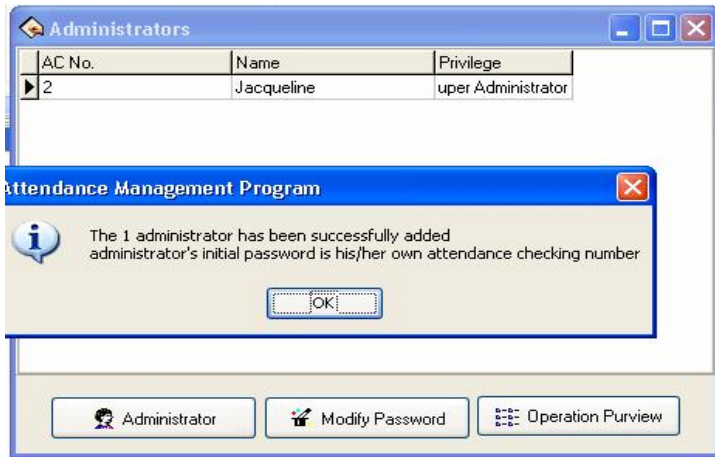 Administrators
AC No. Name Privilege
2 Jacqueline uper Administrator
Attendance Management Program
The 1 administrator has been successfully added
administrator's initial password is his/her own attendance checking number
OK
Administrator Modify Password Operation Purview